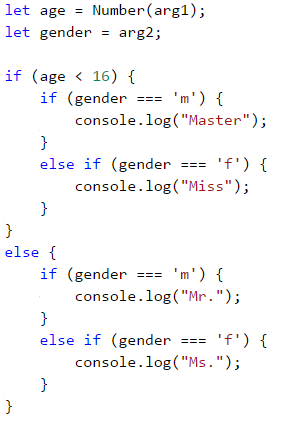 let age = Number(arg1);
let gender = arg2;

if (age < 16) {
    if (gender === 'm') {
        console.log("Master");
    }
    else if (gender === 'f') {
        console.log("Miss");
    }
}
else {
    if (gender === 'm') {
        console.log("Mr.");
    }
    else if (gender === 'f') {
        console.log("Ms.");
    }
}